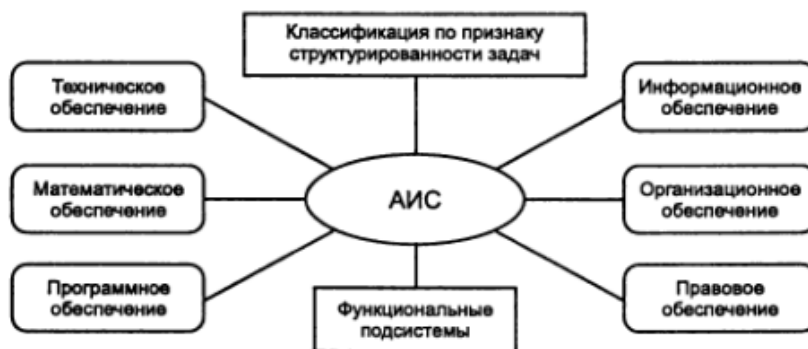 Классификация по признаку
структурированности задач
Техническое
обеспечение
Информационное
обеспечение
Математическое
обеспечение
АИС
Организационное
обеспечение
Программное
обеспечение
Функциональные
подсистемы
Правовое
обеспечение